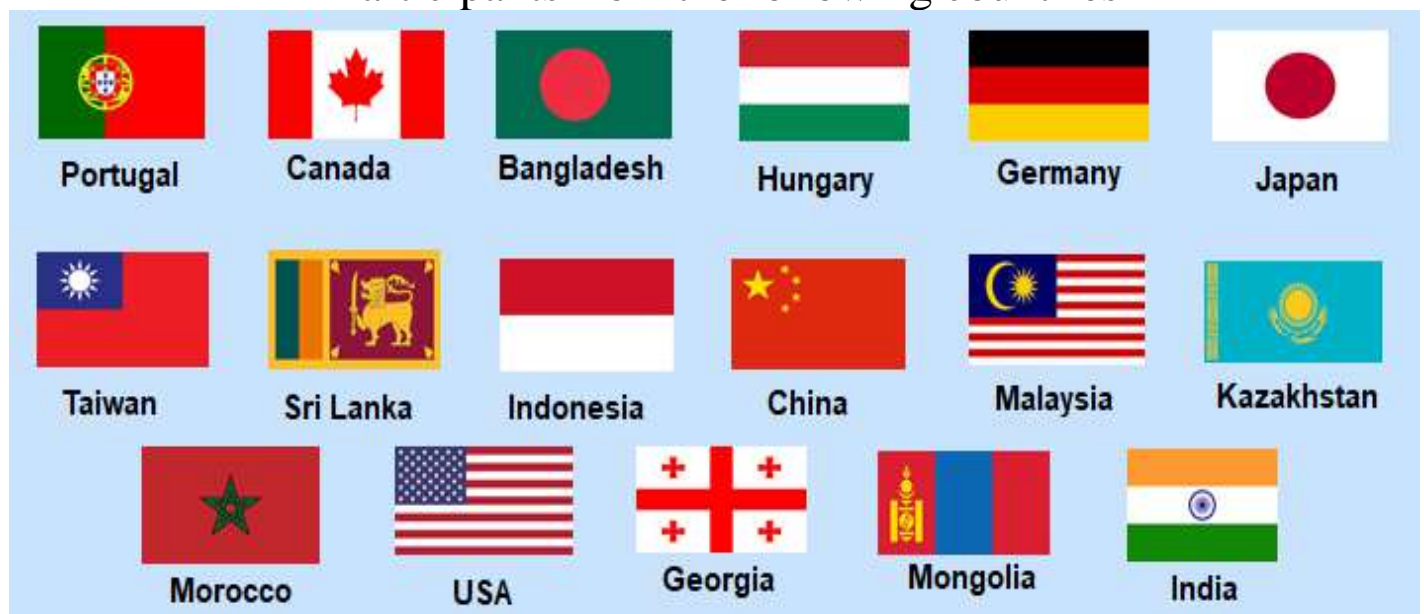 Portugal Canada Bangladesh Hungary Germany Japan
Taiwan Sri Lanka Indonesia China Malaysia Kazakhstan
Morocco USA Georgia Mongolia India